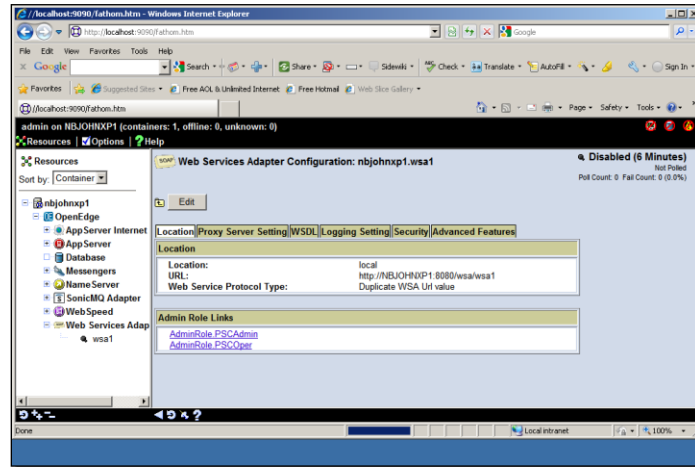 //localhost:9090/fathom.htm - Windows Internet Explorer
http://localhost:9090/fathom.htm
Google
File Edit View Favorites Tools Help
x Google Search Share Sidewiki Check Translate AutoFill Sign In
Favorites Suggested Sites Free AOL & Unlimited Internet Free Hotmail Web Slice Gallery
//localhost:9090/fathom.htm Page Safety Tools
admin on NBJOHNXP1 (containers: 1, offline: 0, unknown: 0)
Resources | Options | Help
Resources
Sort by: Container
nbjohnxp1
OpenEdge
AppServer Internet
AppServer
Database
Messengers
NameServer
SonicMQ Adapter
WebSpeed
Web Services Adap
wsa1
SOAP Web Services Adapter Configuration: nbjohnxp1.wsa1
Disabled (6 Minutes)
Not Polled
Poll Count: 0 Fail Count: 0 (0.0%)
Edit
Location Proxy Server Setting WSDL Logging Setting Security Advanced Features
Location
Location: local
URL: http://NBJOHNXP1:8080/wsa/wsa1
Web Service Protocol Type: Duplicate WSA Url value
Admin Role Links
AdminRole.PSCAdmin
AdminRole.PSCOper
Done Local intranet 100%